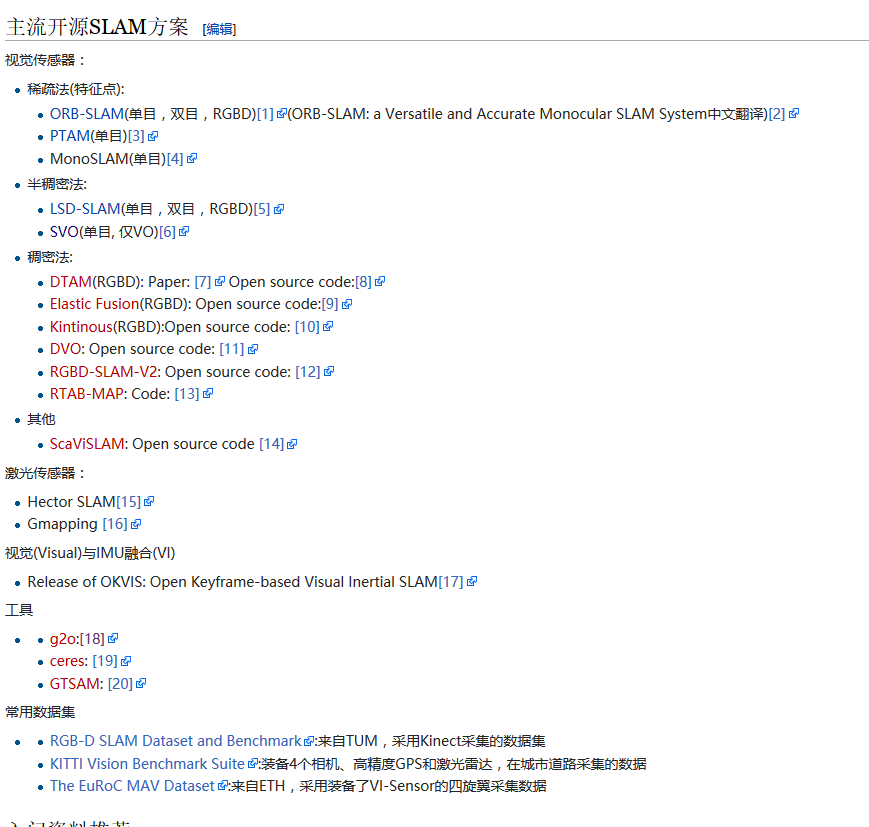 主流开源SLAM方案 [编辑]
视觉传感器：
稀疏法(特征点):
ORB-SLAM(单目，双目，RGBD)[1](ORB-SLAM: a Versatile and Accurate Monocular SLAM System中文翻译)[2]
PTAM(单目)[3]
MonoSLAM(单目)[4]
半稠密法:
LSD-SLAM(单目，双目，RGBD)[5]
SVO(单目, 仅VO)[6]
稠密法:
DTAM(RGBD): Paper: [7] Open source code:[8]
Elastic Fusion(RGBD): Open source code:[9]
Kintinous(RGBD):Open source code: [10]
DVO: Open source code: [11]
RGBD-SLAM-V2: Open source code: [12]
RTAB-MAP: Code: [13]
其他
ScaViSLAM: Open source code [14]
激光传感器：
Hector SLAM[15]
Gmapping [16]
视觉(Visual)与IMU融合(VI)
Release of OKVIS: Open Keyframe-based Visual Inertial SLAM[17]
工具
g2o:[18]
ceres: [19]
GTSAM: [20]
常用数据集
RGB-D SLAM Dataset and Benchmark:来自TUM，采用Kinect采集的数据集
KITTI Vision Benchmark Suite:装备4个相机、高精度GPS和激光雷达，在城市道路采集的数据
The EuRoC MAV Dataset:来自ETH，采用装备了VI-Sensor的四旋翼采集数据